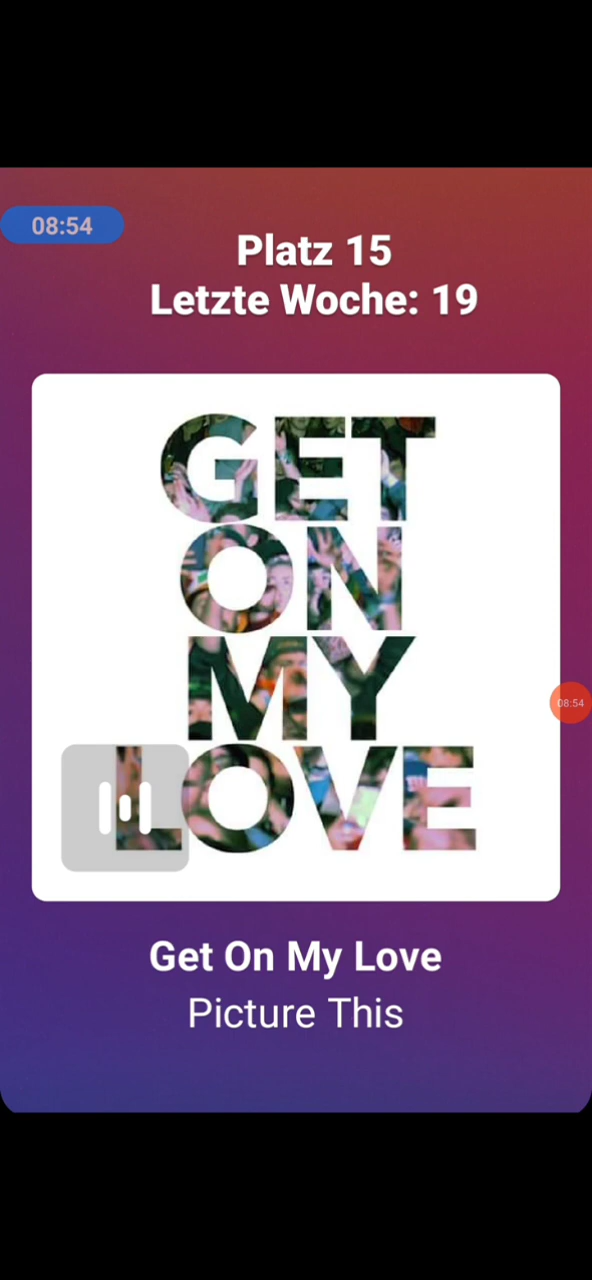 08:54
Platz 15
Letzte Woche: 19
GET
ON
MY
LOVE
08:54
Get On My Love
Picture This